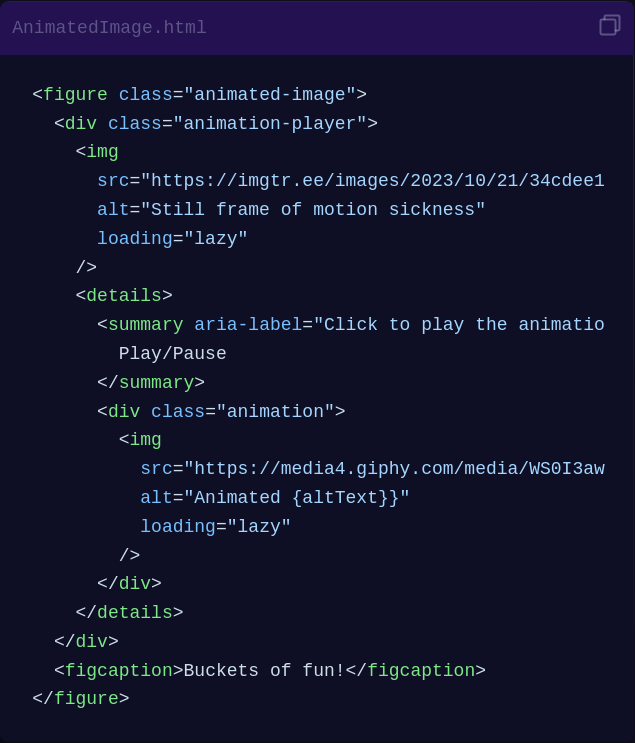 AnimatedImage.html
<figure class="animated-image">
  <div class="animation-player">
    <img
      src="https://imgtr.ee/images/2023/10/21/34cdee1
      alt="Still frame of motion sickness"
      loading="lazy"
    />
    <details>
      <summary aria-label="Click to play the animatio
        Play/Pause
      </summary>
      <div class="animation">
        <img
          src="https://media4.giphy.com/media/WS0I3aw
          alt="Animated {altText}}"
          loading="lazy"
        />
      </div>
    </details>
  </div>
  <figcaption>Buckets of fun!</figcaption>
</figure>